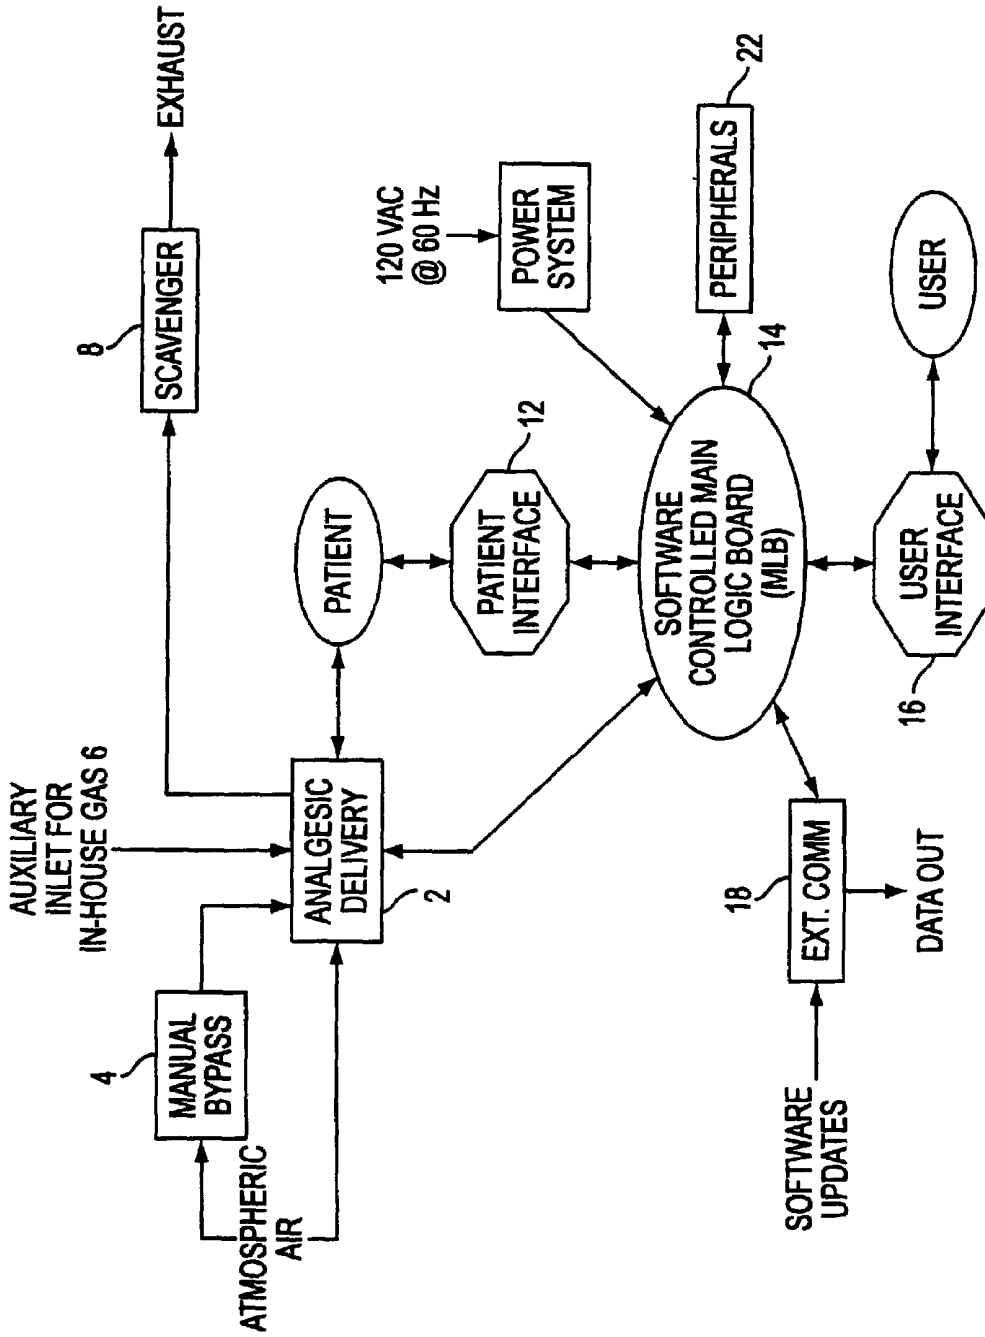 AUXILIARY
INLET FOR
IN-HOUSE GAS 6
8
SCAVENGER
EXHAUST
4
MANUAL
BYPASS
ATMOSPHERIC
AIR
ANALGESIC
DELIVERY
2
PATIENT
120 VAC
@ 60 Hz
POWER
SYSTEM
12
PATIENT
INTERFACE
22
PERIPHERALS
14
SOFTWARE
CONTROLLED MAIN
LOGIC BOARD
(MLB)
18
EXT. COMM
SOFTWARE
UPDATES
DATA OUT
16
USER
INTERFACE
USER